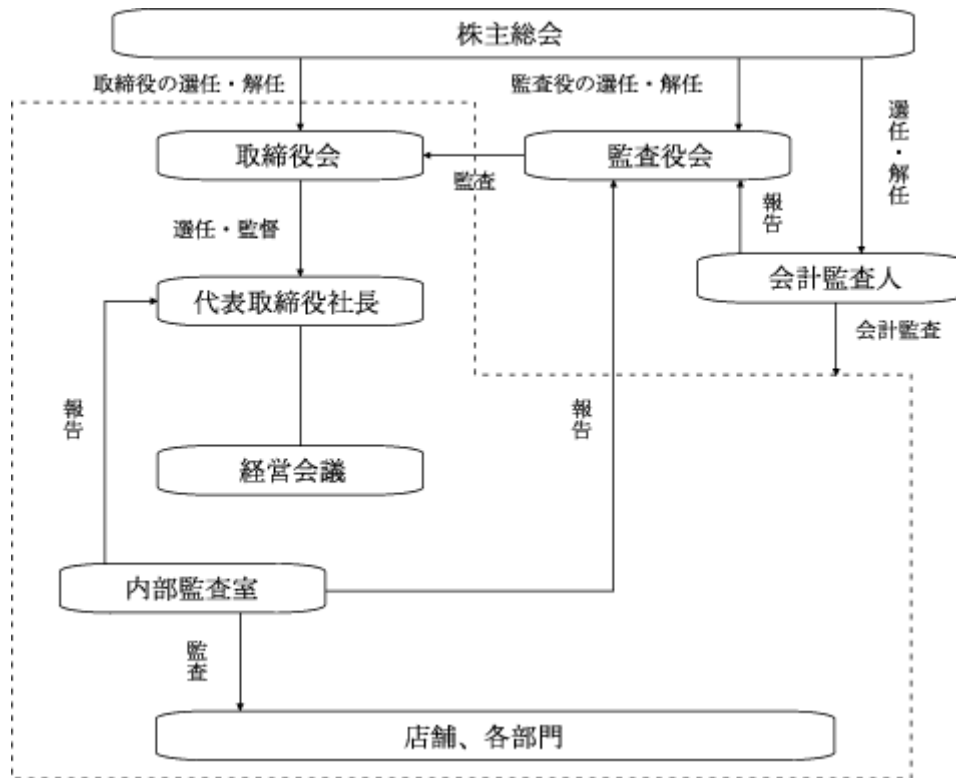 株主総会
取締役の選任・解任
監査役の選任・解任
選任・解任
取締役会
監査
監査役会
選任・監督
報告
代表取締役社長
会計監査人
会計監査
報告
報告
経営会議
内部監査室
監査
店舗、各部門